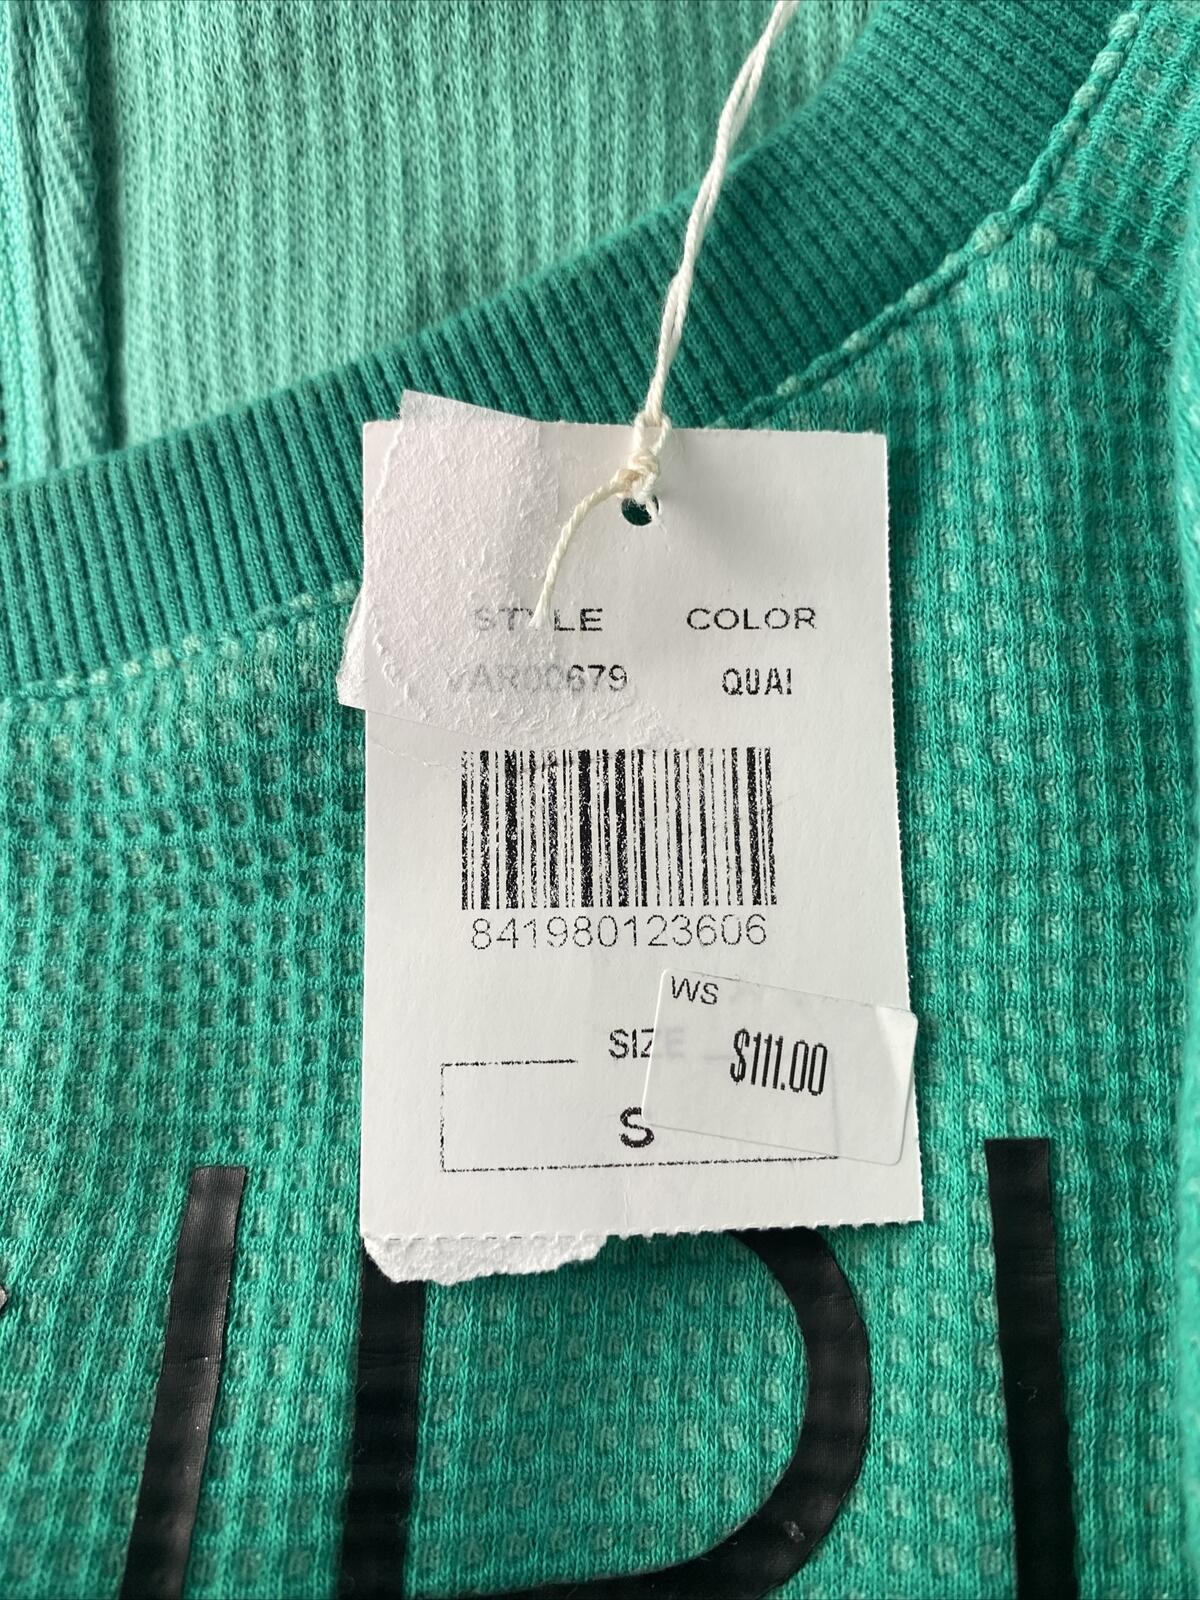 STYLE COLOR
VAR00679 QUAI
841980123606
WS
SIZE
$111.00
S